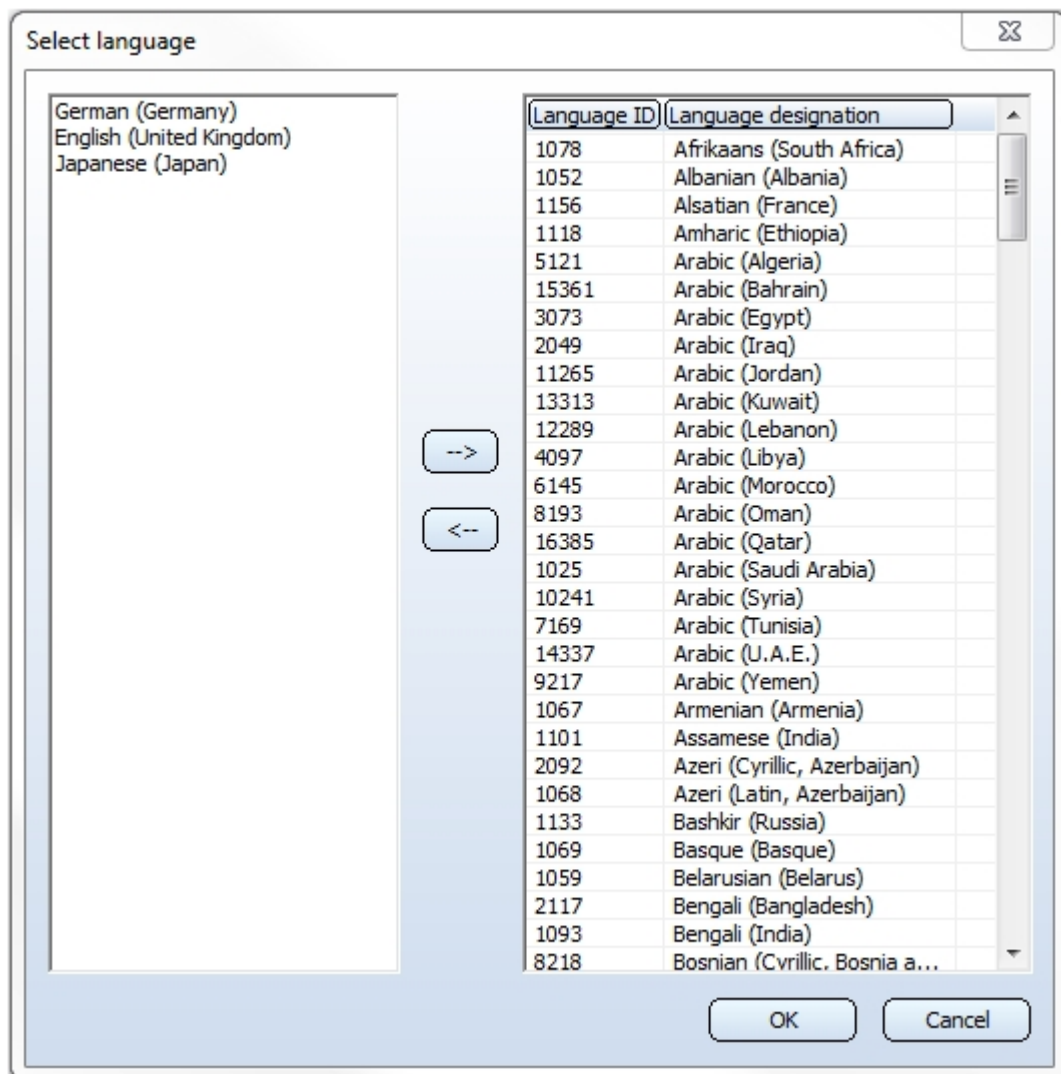 Select language
German (Germany)
English (United Kingdom)
Japanese (Japan)
-->
<--
Language ID Language designation
1078 Afrikaans (South Africa)
1052 Albanian (Albania)
1156 Alsatian (France)
1118 Amharic (Ethiopia)
5121 Arabic (Algeria)
15361 Arabic (Bahrain)
3073 Arabic (Egypt)
2049 Arabic (Iraq)
11265 Arabic (Jordan)
13313 Arabic (Kuwait)
12289 Arabic (Lebanon)
4097 Arabic (Libya)
6145 Arabic (Morocco)
8193 Arabic (Oman)
16385 Arabic (Qatar)
1025 Arabic (Saudi Arabia)
10241 Arabic (Syria)
7169 Arabic (Tunisia)
14337 Arabic (U.A.E.)
9217 Arabic (Yemen)
1067 Armenian (Armenia)
1101 Assamese (India)
2092 Azeri (Cyrillic, Azerbaijan)
1068 Azeri (Latin, Azerbaijan)
1133 Bashkir (Russia)
1069 Basque (Basque)
1059 Belarusian (Belarus)
2117 Bengali (Bangladesh)
1093 Bengali (India)
8218 Bosnian (Cyrillic, Bosnia a...
OK Cancel